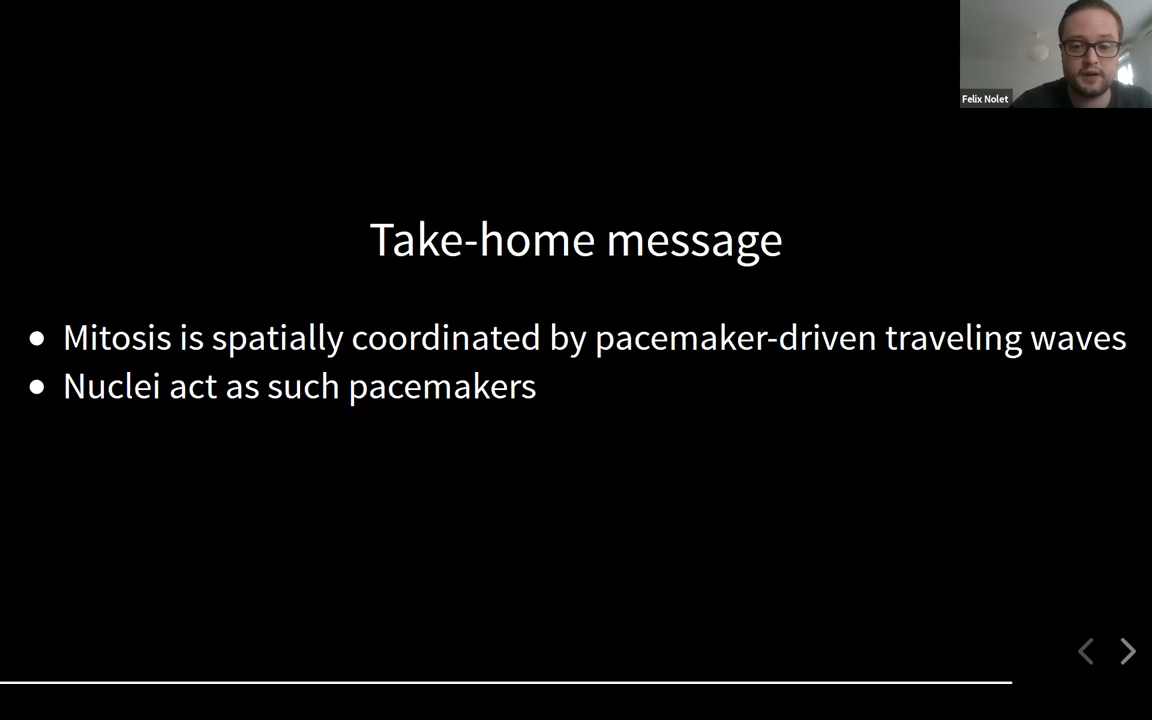 Felix Nolet
Take-home message
● Mitosis is spatially coordinated by pacemaker-driven traveling waves
● Nuclei act as such pacemakers